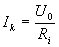 I_k = U_0 / R_i